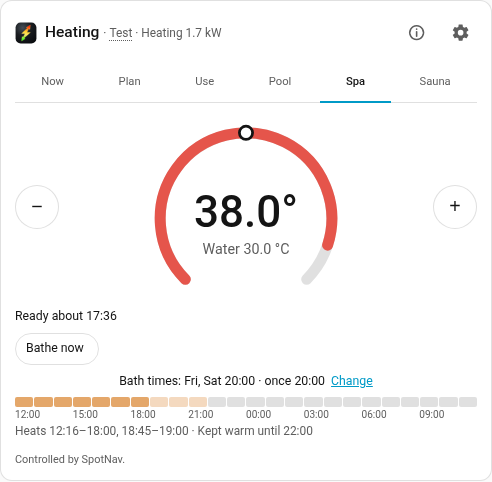 Heating · Test · Heating 1.7 kW
Now Plan Use Pool Spa Sauna
38.0°
− +
Water 30.0 °C
Ready about 17:36
Bathe now
Bath times: Fri, Sat 20:00 · once 20:00 Change
12:00 15:00 18:00 21:00 00:00 03:00 06:00 09:00
Heats 12:16–18:00, 18:45–19:00 · Kept warm until 22:00
Controlled by SpotNav.